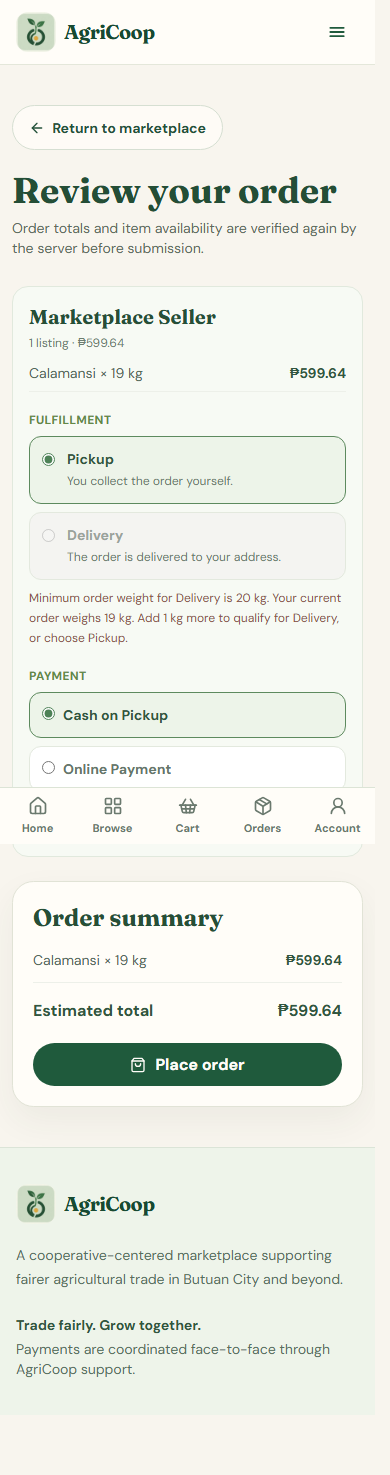 AgriCoop
Return to marketplace
Review your order
Order totals and item availability are verified again by
the server before submission.
Marketplace Seller
1 listing · ₱599.64
Calamansi × 19 kg ₱599.64
FULFILLMENT
Pickup
You collect the order yourself.
Delivery
The order is delivered to your address.
Minimum order weight for Delivery is 20 kg. Your current
order weighs 19 kg. Add 1 kg more to qualify for Delivery,
or choose Pickup.
PAYMENT
Cash on Pickup
Online Payment
Home Browse Cart Orders Account
Order summary
Calamansi × 19 kg ₱599.64
Estimated total ₱599.64
Place order
AgriCoop
A cooperative-centered marketplace supporting
fairer agricultural trade in Butuan City and beyond.
Trade fairly. Grow together.
Payments are coordinated face-to-face through
AgriCoop support.